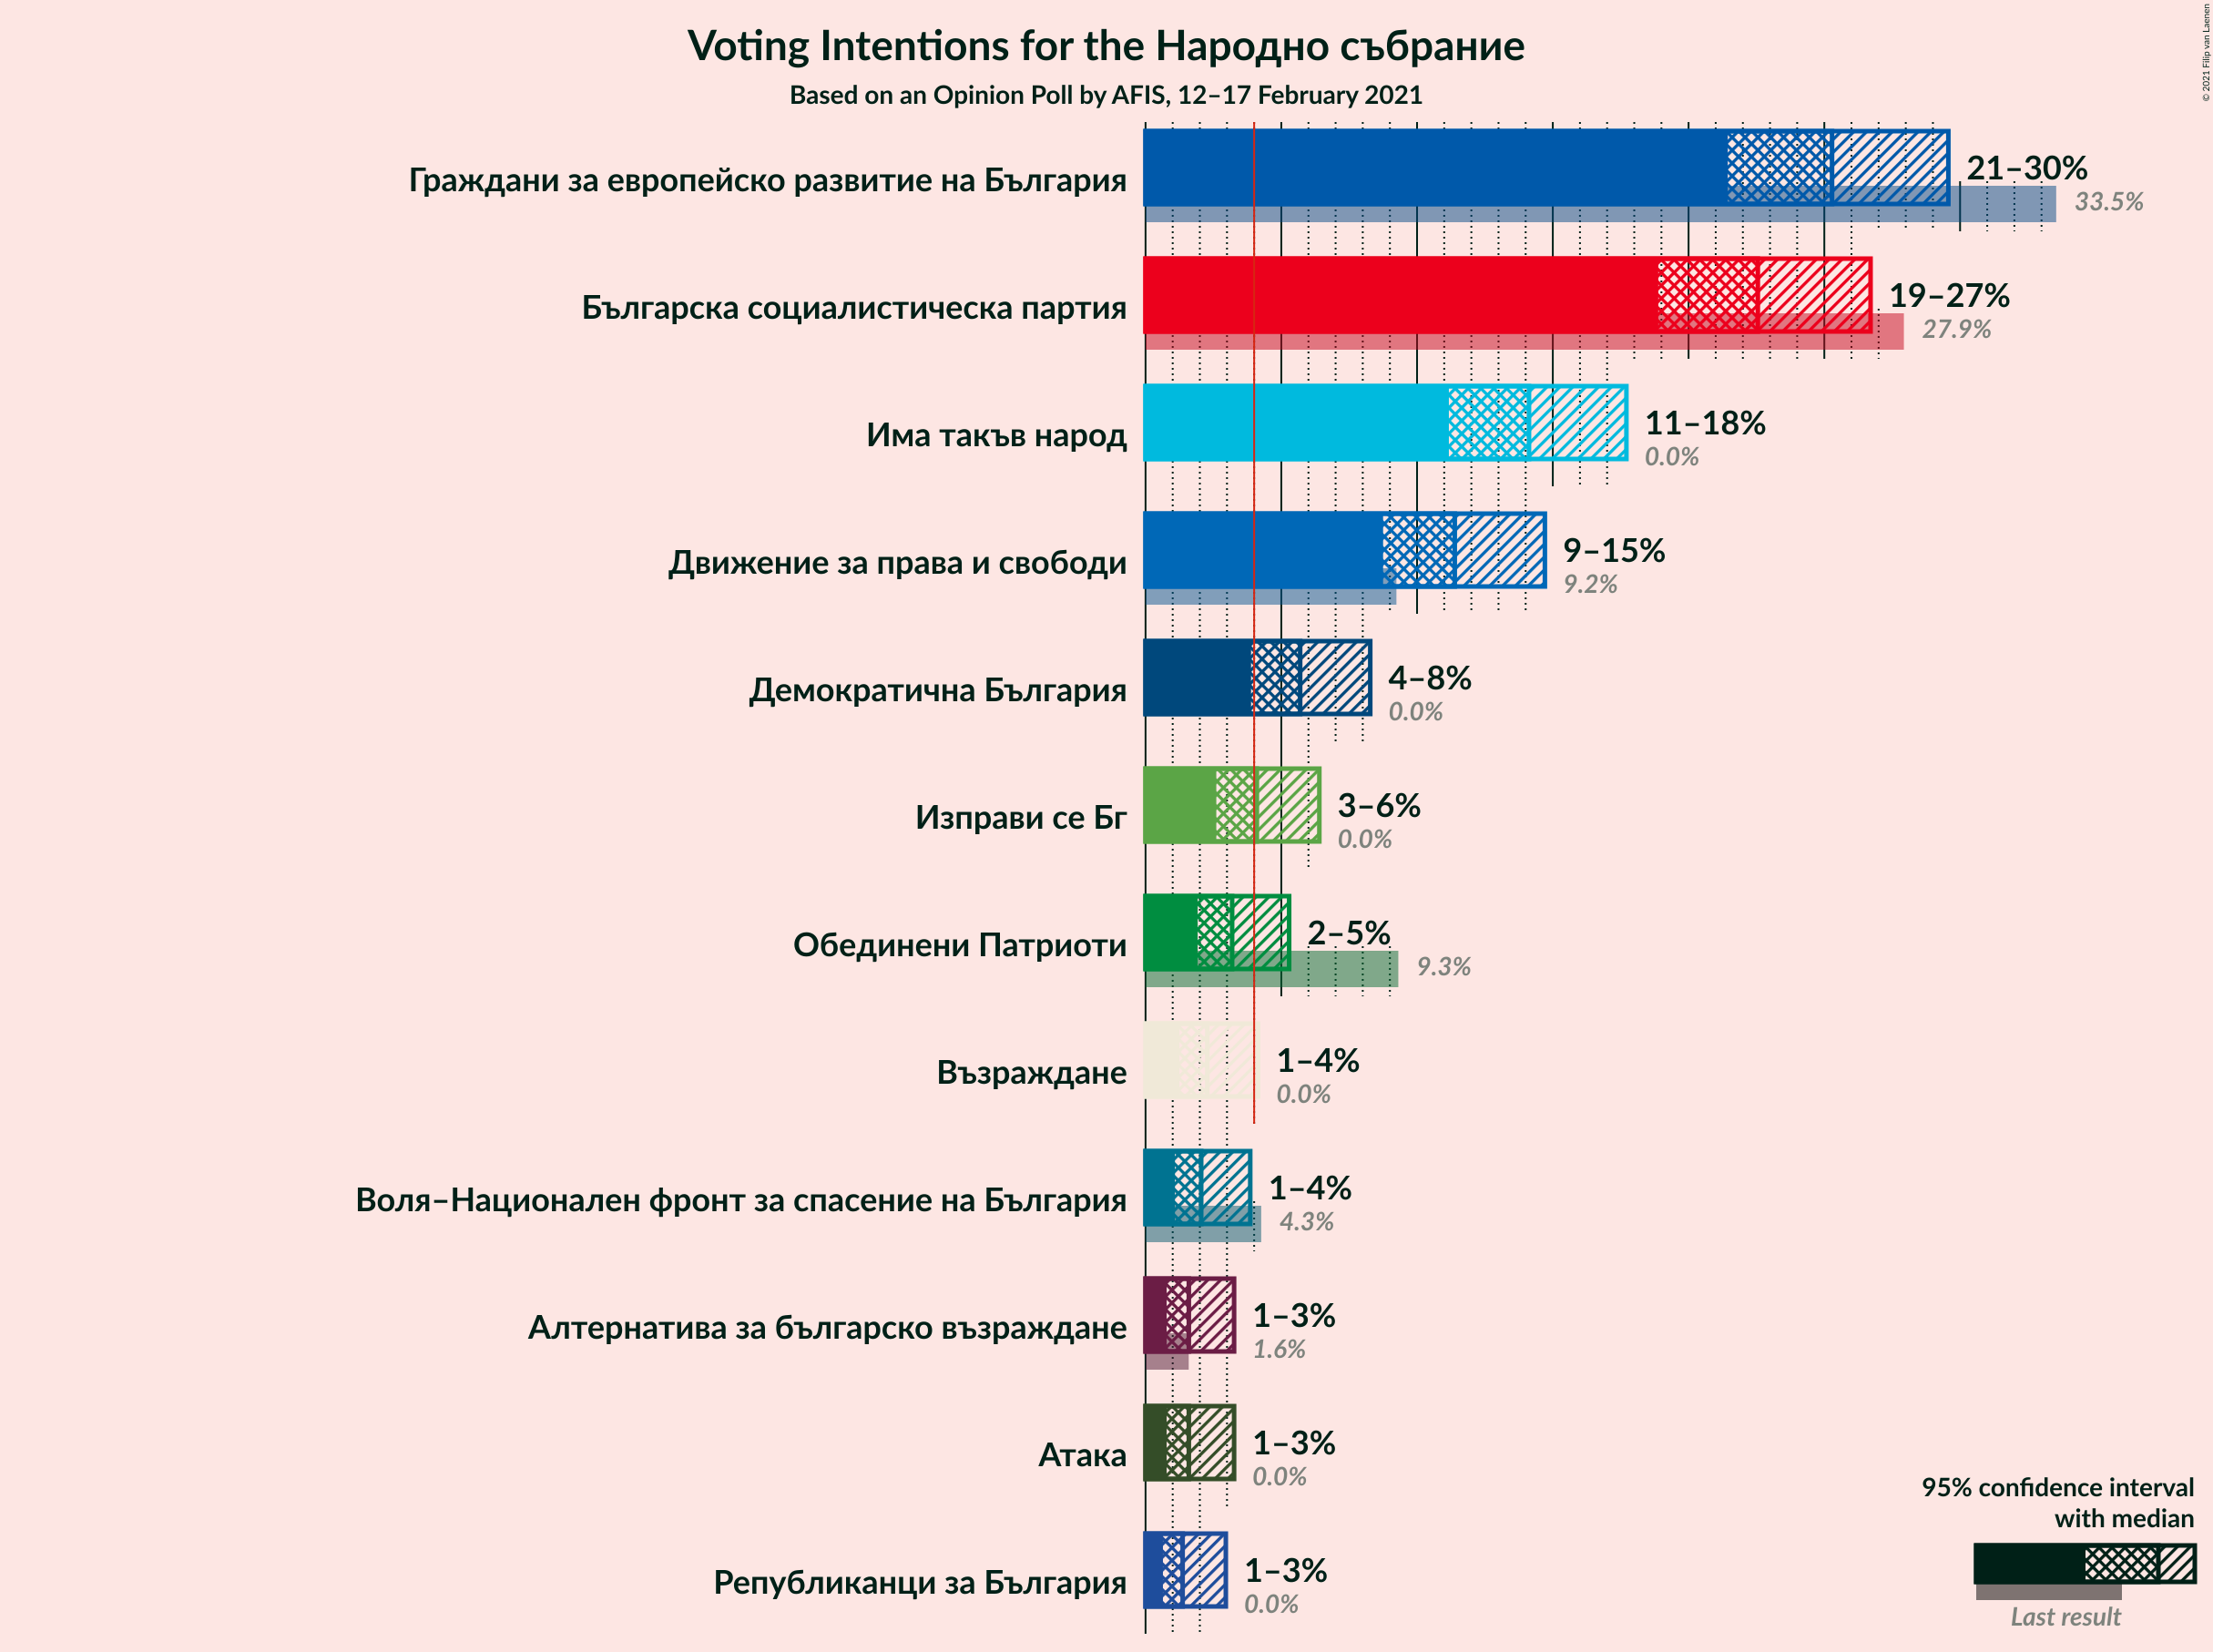 Voting Intentions for the Народно събрание
Based on an Opinion Poll by AFIS, 12–17 February 2021
© 2021 Filip van Laenen
Граждани за европейско развитие на България
21–30%
33.5%
Българска социалистическа партия
19–27%
27.9%
Има такъв народ
11–18%
0.0%
Движение за права и свободи
9–15%
9.2%
Демократична България
4–8%
0.0%
Изправи се Бг
3–6%
0.0%
Обединени Патриоти
2–5%
9.3%
Възраждане
1–4%
0.0%
Воля–Национален фронт за спасение на България
1–4%
4.3%
Алтернатива за българско възраждане
1–3%
1.6%
Атака
1–3%
0.0%
Републиканци за България
1–3%
0.0%
95% confidence interval
with median
Last result